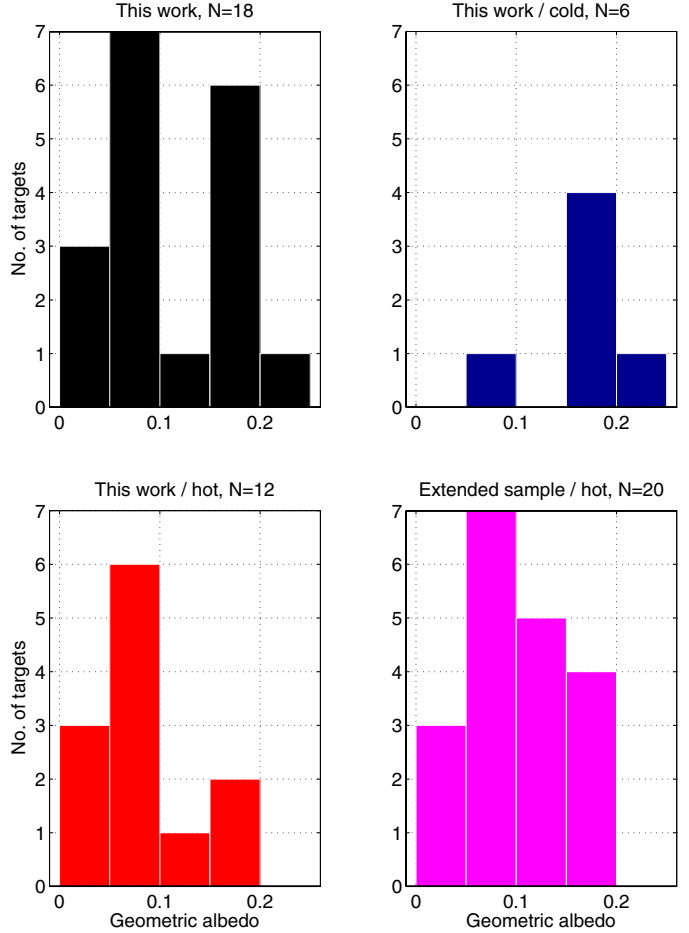 This work, N=18
This work / cold, N=6
No. of targets
7
6
5
4
3
2
1
0
0 0.1 0.2
7
6
5
4
3
2
1
0
0 0.1 0.2
This work / hot, N=12
Extended sample / hot, N=20
No. of targets
7
6
5
4
3
2
1
0
0 0.1 0.2
Geometric albedo
7
6
5
4
3
2
1
0
0 0.1 0.2
Geometric albedo